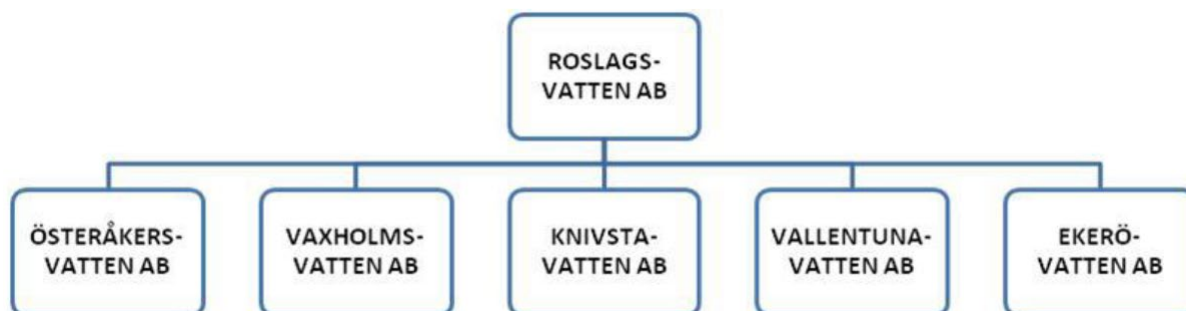 ROSLAGS-
VATTEN AB
ÖSTERÅKERS-
VATTEN AB
VAXHOLMS-
VATTEN AB
KNIVSTA-
VATTEN AB
VALLENTUNA-
VATTEN AB
EKERÖ-
VATTEN AB